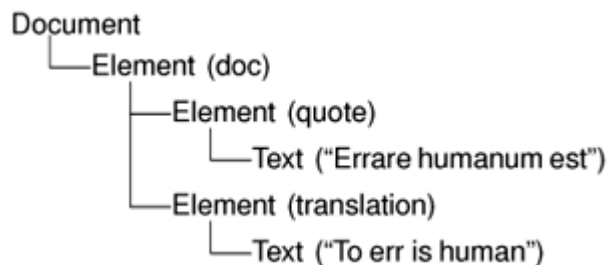 Document
Element (doc)
Element (quote)
Text (“Errare humanum est”)
Element (translation)
Text (“To err is human”)